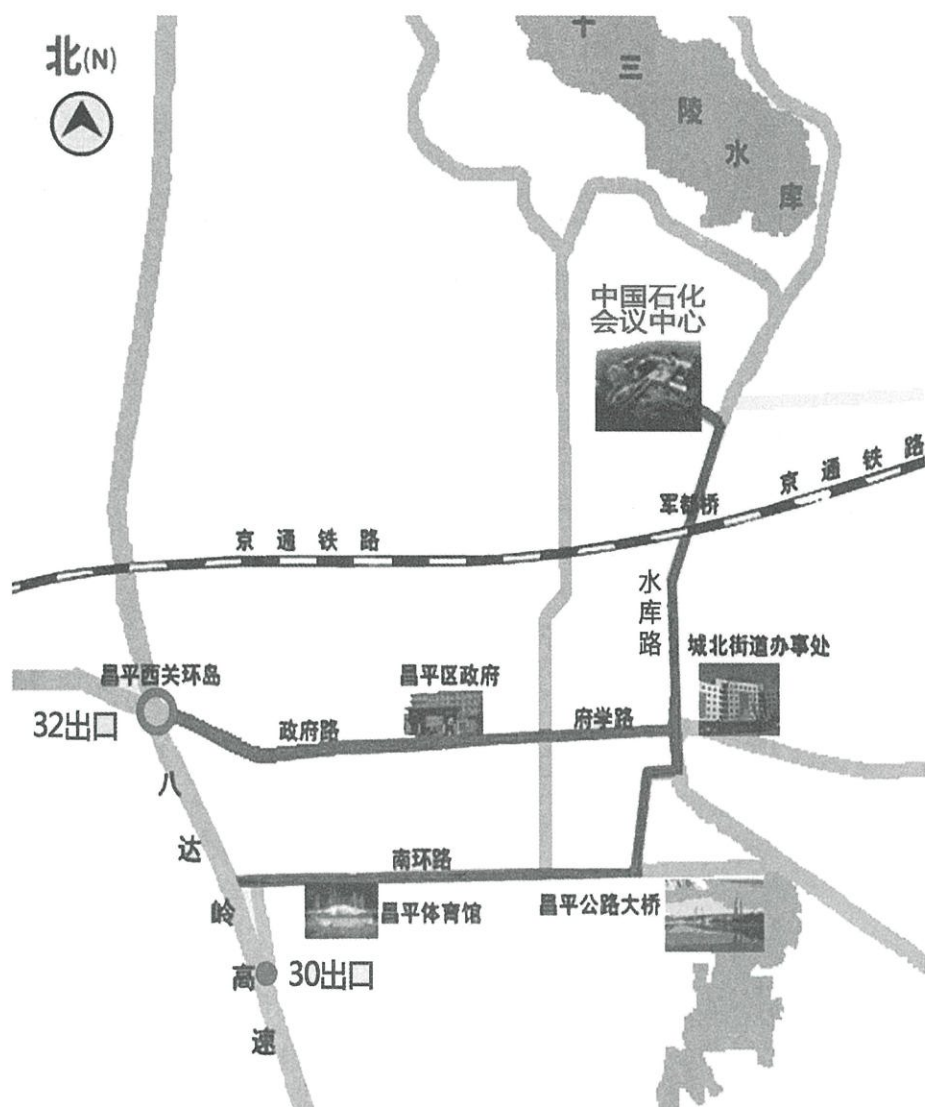 北(N)
十三陵水库
中国石化
会议中心
京通铁路
军都桥
京通铁路
水库路
城北街道办事处
昌平西关环岛
昌平区政府
32出口
政府路
府学路
八达岭高速
南环路
昌平体育馆
昌平公路大桥
30出口